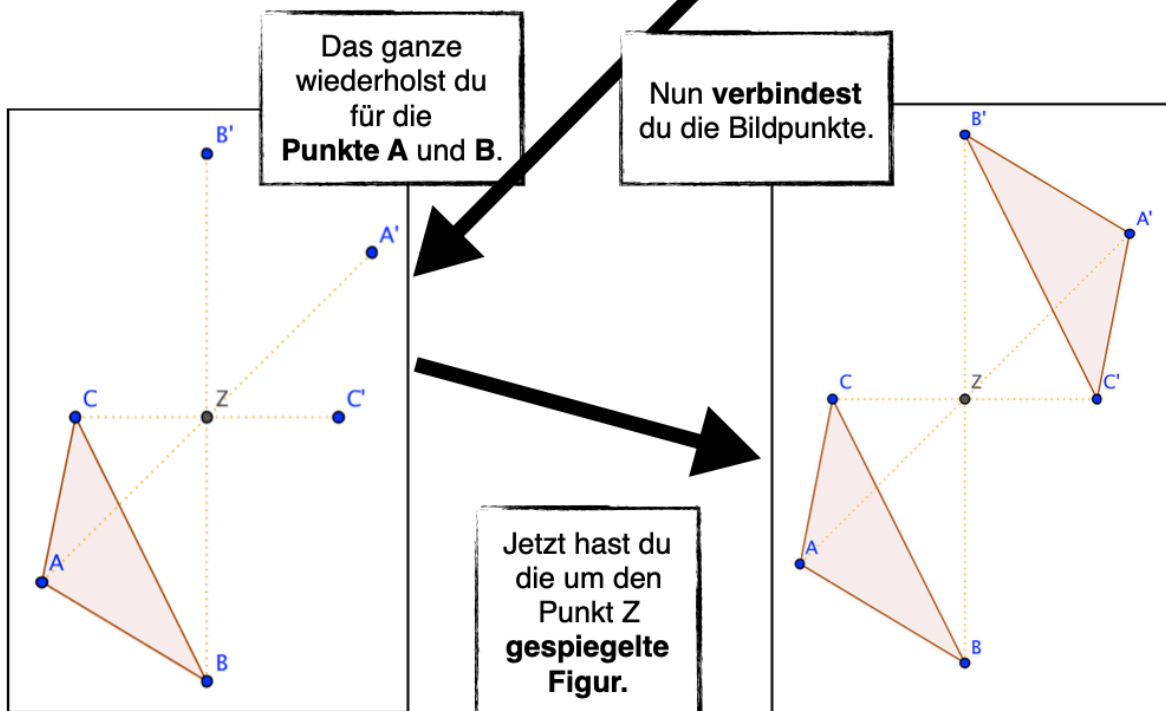 Das ganze
wiederholst du
für die
Punkte A und B.
Nun verbindest
du die Bildpunkte.
B'
A'
C
Z
C'
A
B
B'
A'
C
Z
C'
A
B
Jetzt hast du
die um den
Punkt Z
gespiegelte
Figur.